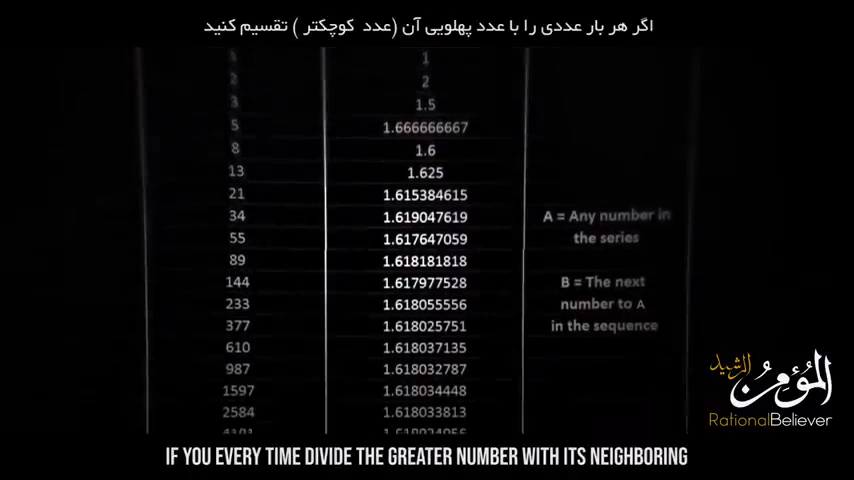 اگر هر بار عددی را با عدد پهلویی آن (عدد کوچکتر ) تقسیم کنید
1 1
2 2
3 1.5
5 1.666666667
8 1.6
13 1.625
21 1.615384615
34 1.619047619
55 1.617647059
89 1.618181818
144 1.617977528
233 1.618055556
377 1.618025751
610 1.618037135
987 1.618032787
1597 1.618034448
2584 1.618033813
A = Any number in
the series
B = The next
number to A
in the sequence
المؤمن الرشيد
RationalBeliever
IF YOU EVERY TIME DIVIDE THE GREATER NUMBER WITH ITS NEIGHBORING